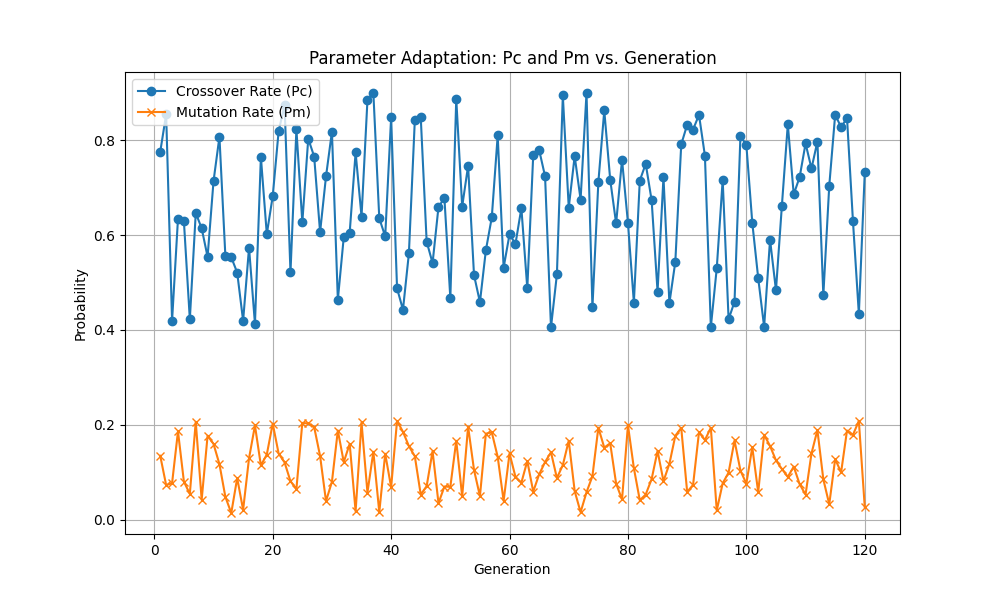 Parameter Adaptation: Pc and Pm vs. Generation
Crossover Rate (Pc)
Mutation Rate (Pm)
0.8
0.6
0.4
0.2
0.0
Probability
0
20
40
60
80
100
120
Generation